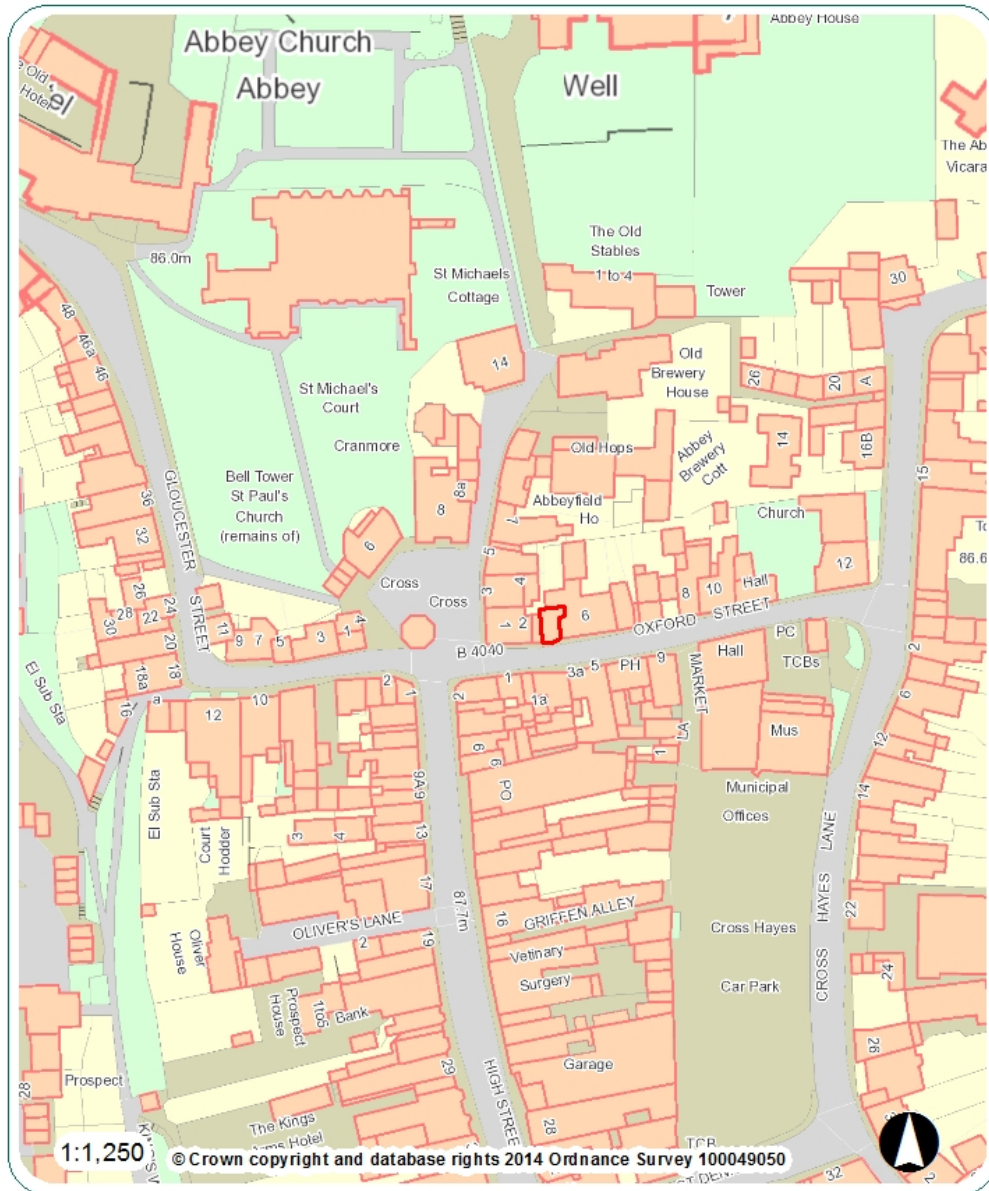 Abbey House
Abbey Church
Abbey
Well
e Old
Hotel
el
The Ab
Vicara
86.0m
The Old
Stables
1 to 4
Tower
30
St Michaels
Cottage
14
48
46a
46
Old
Brewery
House
26
20
A
St Michael's
Court
Cranmore
Old Hops
Abbey
Brewery
Cott
14
16B
15
Bell Tower
St Paul's
Church
(remains of)
8a
8
Abbeyfield
Ho
7
Church
12
86.6
36
32
GLOUCESTER
STREET
6
5
Cross
Cross
3
4
1
2
6
8
10
Hall
OXFORD STREET
26
28
30
22
24
20
18
18a
16
a
11
9
7
5
3
1
4
B 4040
El Sub Sta
12
10
2
1
2
1
1a
3a
5
PH
9
MARKET
LA
1
Hall
PC
TCBs
Mus
2
6
12
14
6
9
PO
9A9
13
17
Municipal
Offices
El Sub Sta
Court
Hodder
3
4
87.7m
OLIVER'S LANE
2
19
16
GRIFFEN ALLEY
Vetinary
Surgery
Cross Hayes
Car Park
CROSS HAYES LANE
22
24
26
Oliver
House
Prospect
House
1to6
Bank
29
HIGH STREE
Garage
28
28
Prospect
The Kings
Arms Hotel
TCB
32
2
1:1,250
© Crown copyright and database rights 2014 Ordnance Survey 100049050